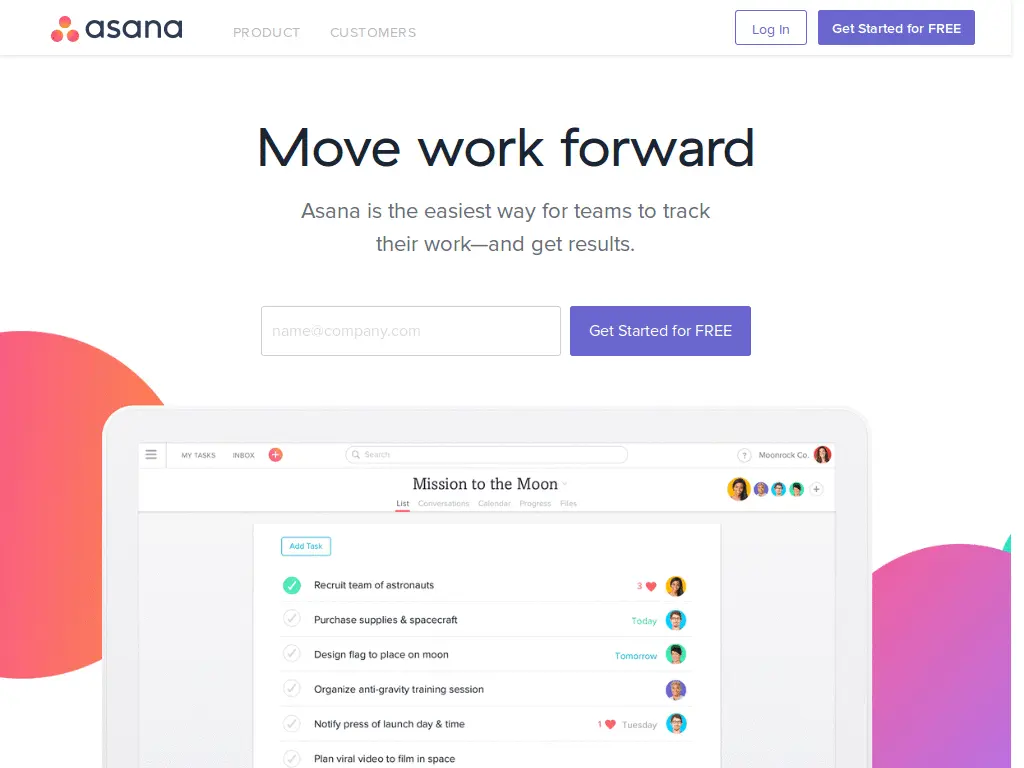 asana
PRODUCT
CUSTOMERS
Log In
Get Started for FREE
Move work forward
Asana is the easiest way for teams to track
their work—and get results.
name@company.com
Get Started for FREE
MY TASKS
INBOX
Search
?
Moonrock Co.
Mission to the Moon
List
Conversations
Calendar
Progress
Files
Add Task
Recruit team of astronauts
3
Purchase supplies & spacecraft
Today
Design flag to place on moon
Tomorrow
Organize anti-gravity training session
Notify press of launch day & time
1
Tuesday
Plan viral video to film in space